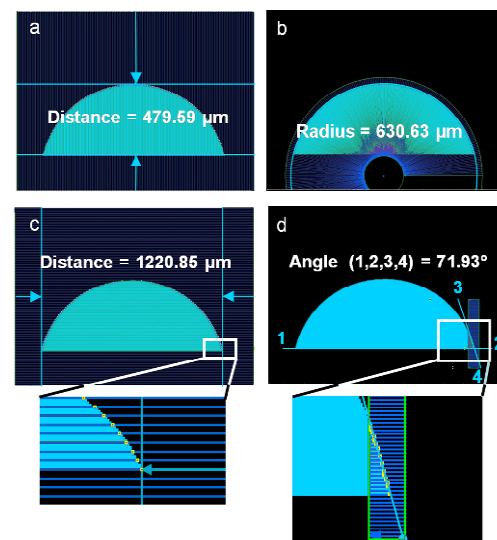 a
Distance = 479.59 µm
b
Radius = 630.63 µm
c
Distance = 1220.85 µm
d
Angle (1,2,3,4) = 71.93°
3
1
2
4